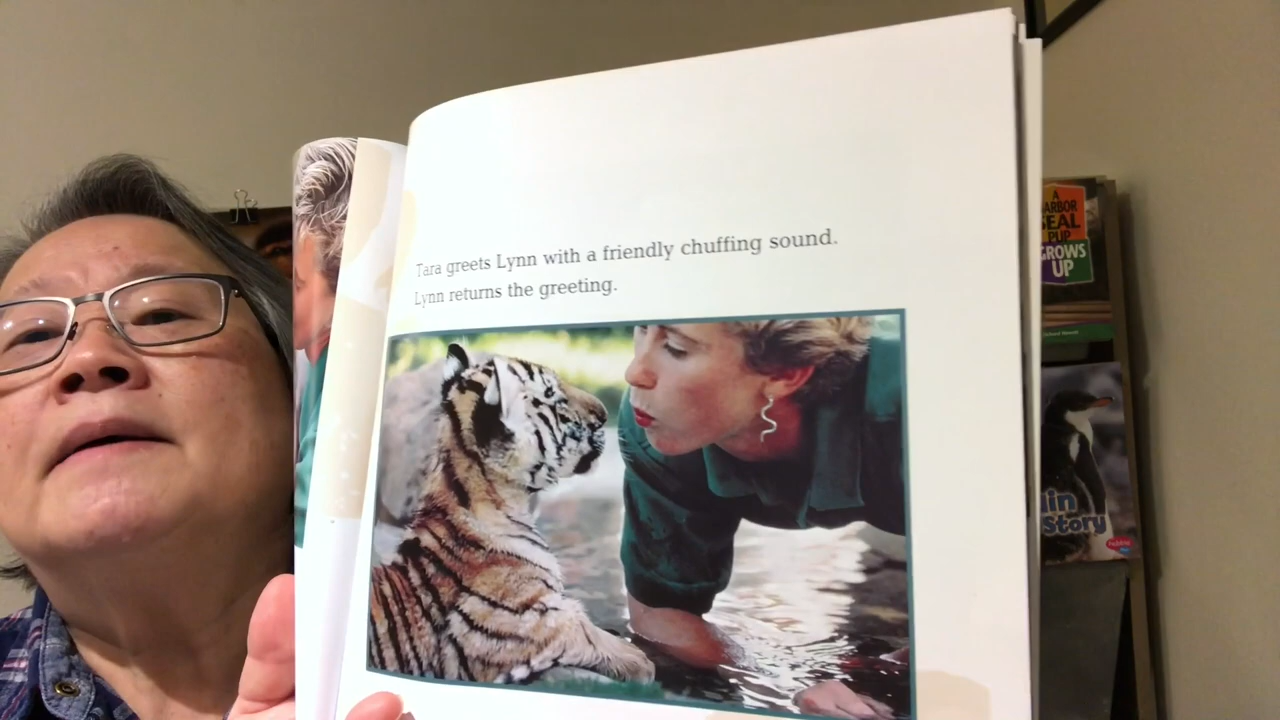 Tara greets Lynn with a friendly chuffing sound.
Lynn returns the greeting.
A
HARBOR
SEAL
PUP
GROWS
UP
story